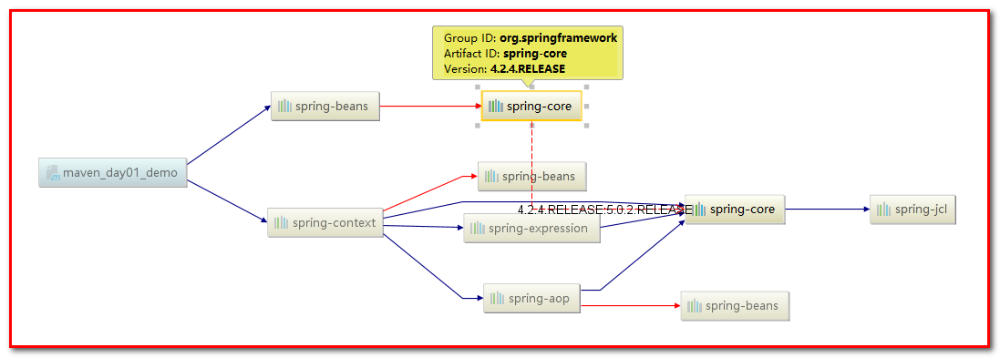 Group ID: org.springframework
Artifact ID: spring-core
Version: 4.2.4.RELEASE
spring-beans
spring-core
maven_day01_demo
spring-beans
4.2.4.RELEASE:5.0.2.RELEASE
spring-core
spring-jcl
spring-context
spring-expression
spring-aop
spring-beans